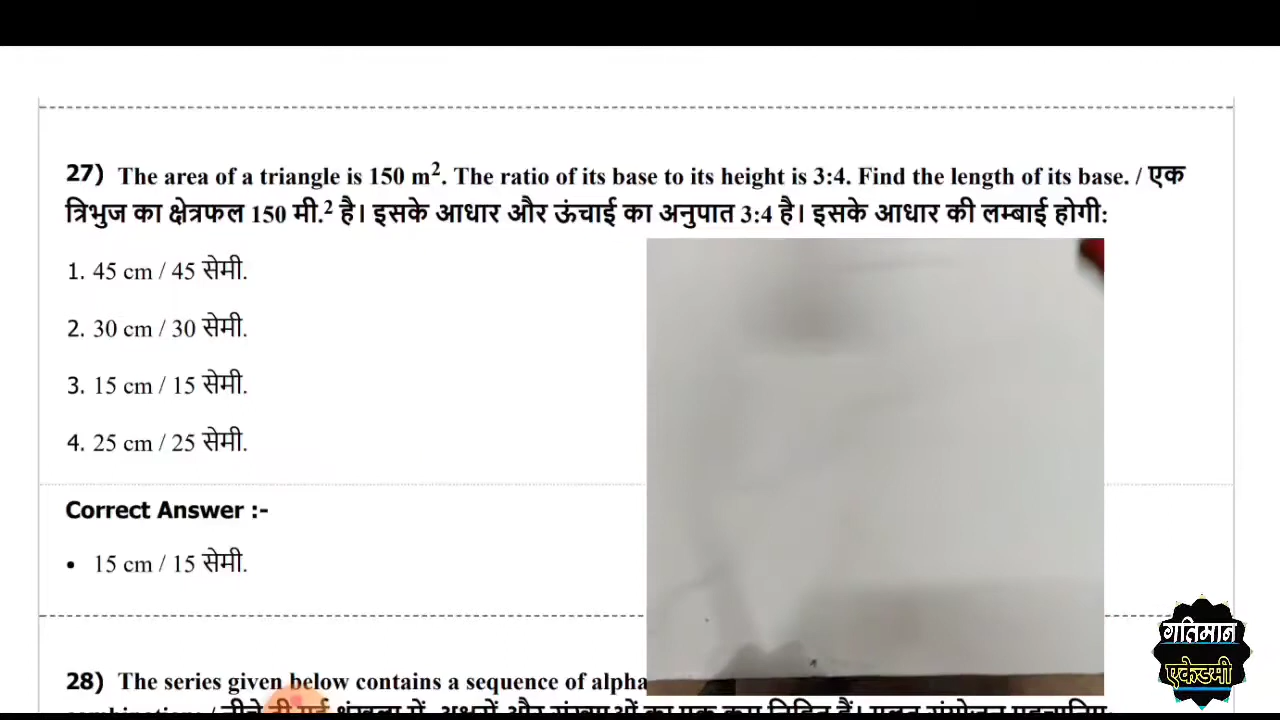 27) The area of a triangle is 150 m². The ratio of its base to its height is 3:4. Find the length of its base. / एक
त्रिभुज का क्षेत्रफल 150 मी.² है। इसके आधार और ऊंचाई का अनुपात 3:4 है। इसके आधार की लम्बाई होगी:
1. 45 cm / 45 सेमी.
2. 30 cm / 30 सेमी.
3. 15 cm / 15 सेमी.
4. 25 cm / 25 सेमी.
Correct Answer :-
• 15 cm / 15 सेमी.
28) The series given below contains a sequence of alpha
गतिमान
एकेडमी